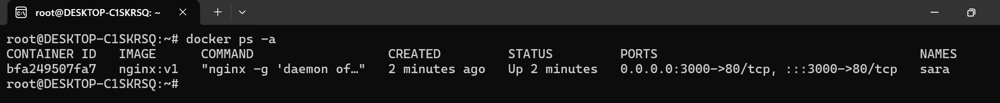 root@DESKTOP-C1SKRSQ: ~
root@DESKTOP-C1SKRSQ:~# docker ps -a
CONTAINER ID   IMAGE      COMMAND                  CREATED         STATUS         PORTS                                   NAMES
bfa249507fa7   nginx:v1   "nginx -g 'daemon of…"   2 minutes ago   Up 2 minutes   0.0.0.0:3000->80/tcp, :::3000->80/tcp   sara
root@DESKTOP-C1SKRSQ:~#